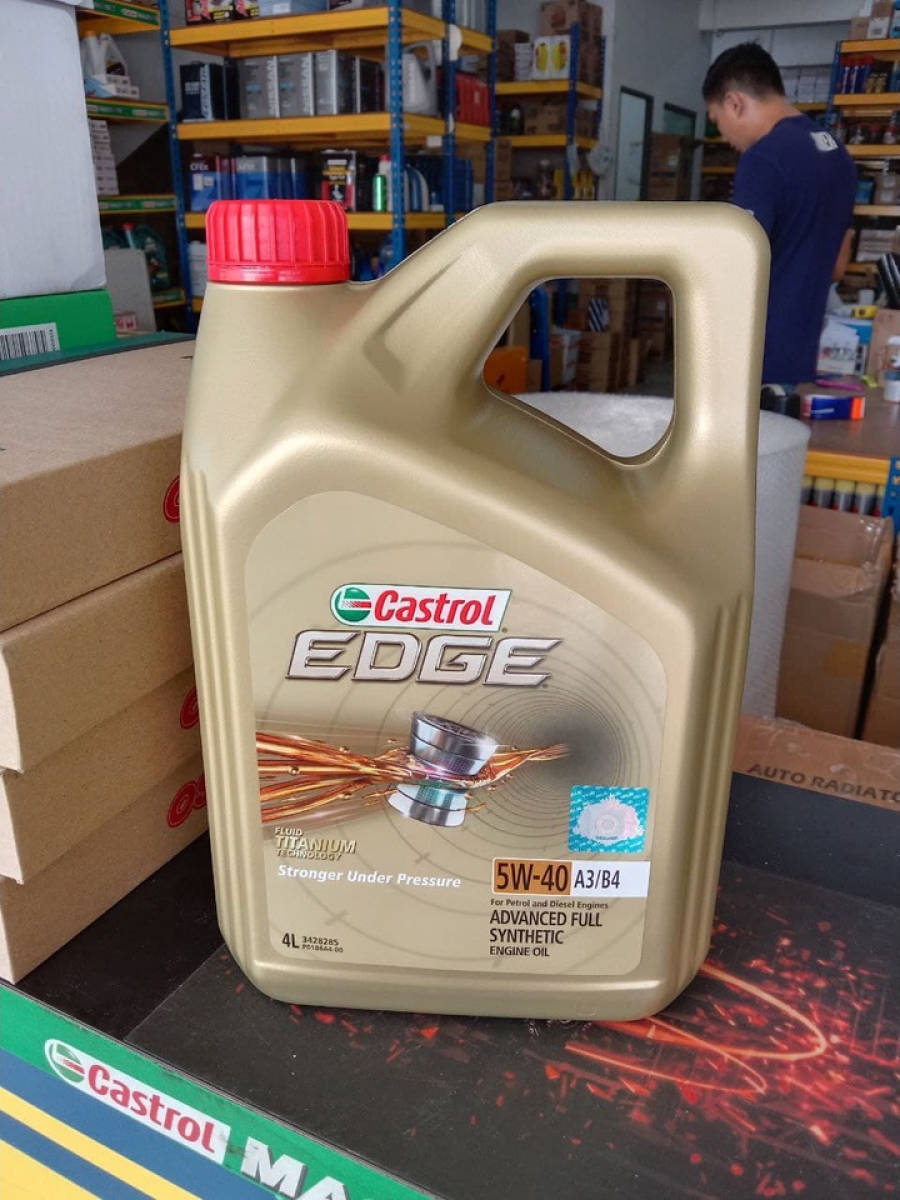 Castrol
EDGE
FLUID
TITANIUM
TECHNOLOGY
Stronger Under Pressure
5W-40 A3/B4
For Petrol and Diesel Engines
ADVANCED FULL
SYNTHETIC
ENGINE OIL
4L 3428285
AUTO RADIATO
Castrol MA